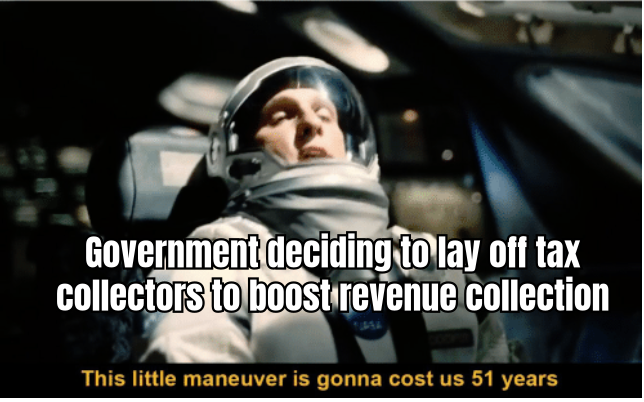 Government deciding to lay off tax
collectors to boost revenue collection
NASA
This little maneuver is gonna cost us 51 years